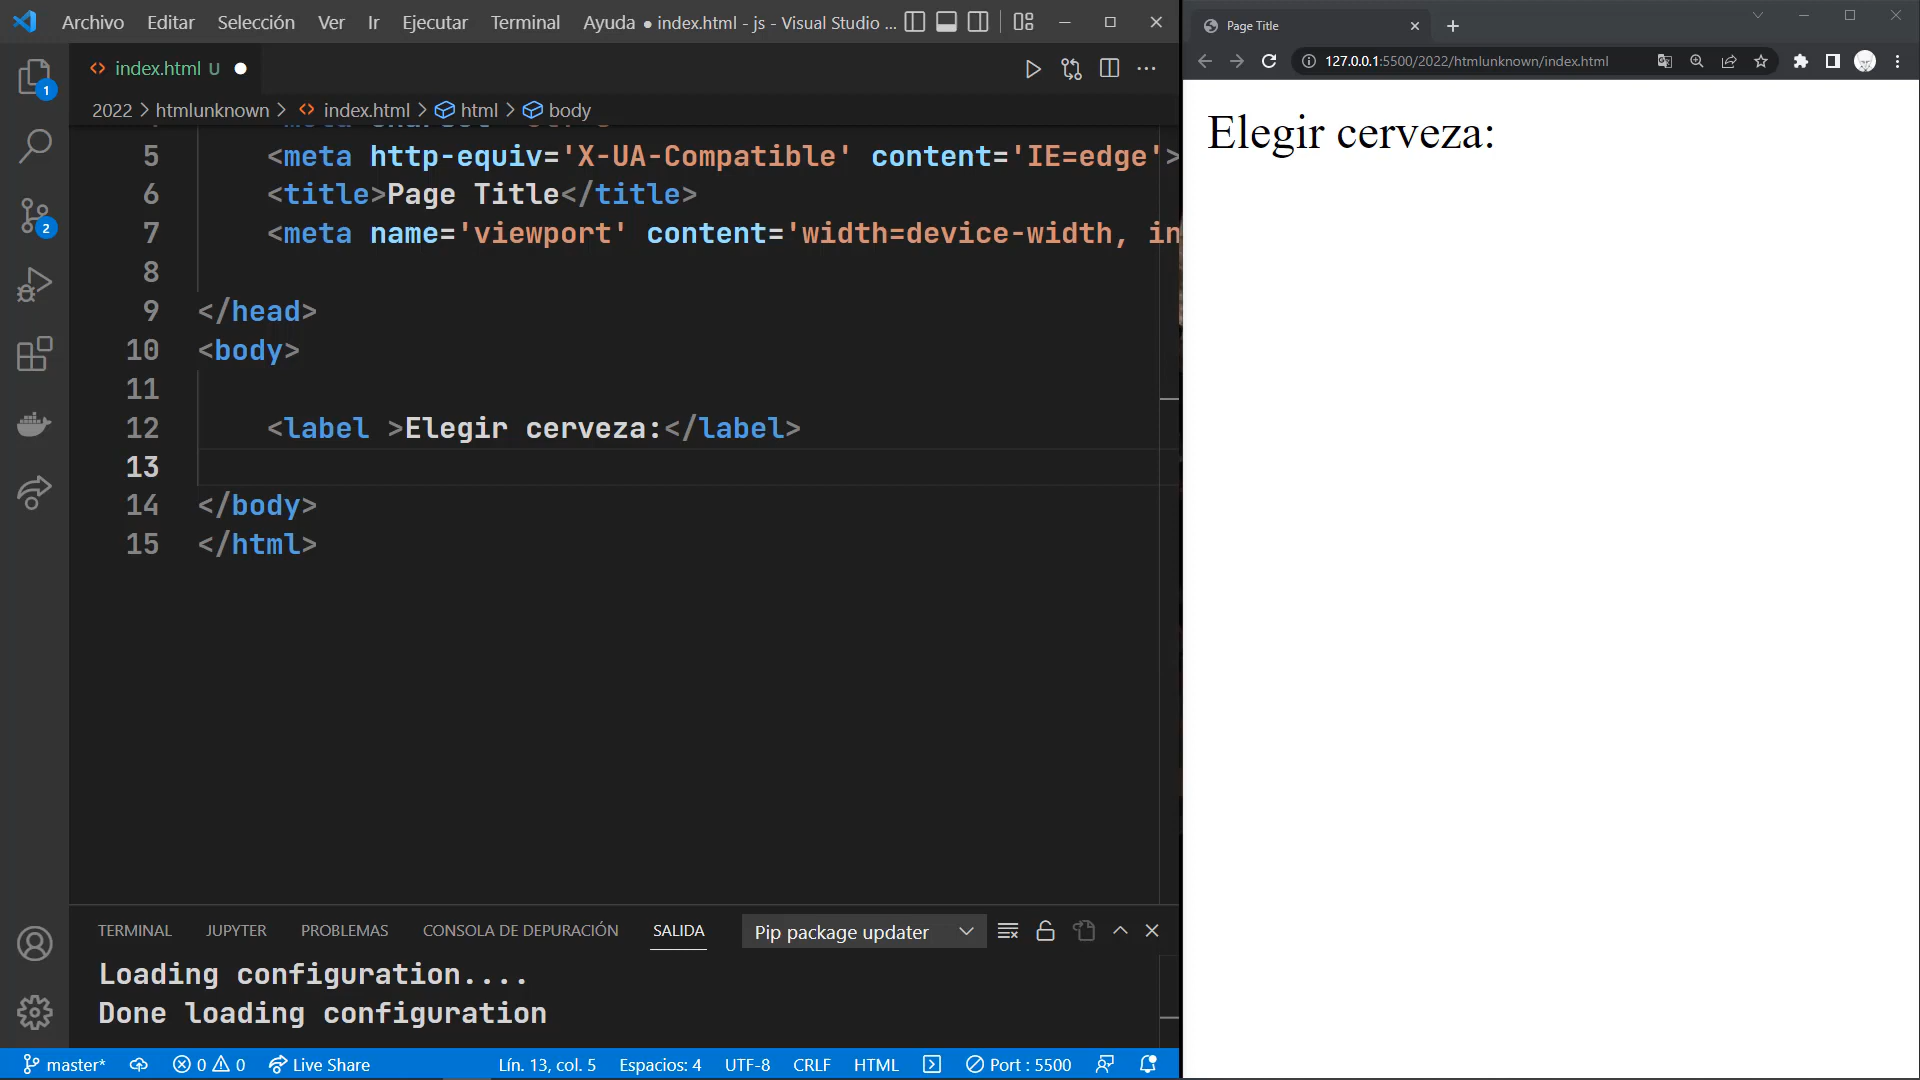 Archivo Editar Selección Ver Ir Ejecutar Terminal Ayuda ● index.html - js - Visual Studio ...
index.html U
2022 > htmlunknown > index.html > html > body
5 <meta http-equiv='X-UA-Compatible' content='IE=edge'>
6 <title>Page Title</title>
7 <meta name='viewport' content='width=device-width, in
8
9 </head>
10 <body>
11
12 <label >Elegir cerveza:</label>
13
14 </body>
15 </html>
TERMINAL JUPYTER PROBLEMAS CONSOLA DE DEPURACIÓN SALIDA Pip package updater
Loading configuration....
Done loading configuration
master* 0 0 Live Share Lín. 13, col. 5 Espacios: 4 UTF-8 CRLF HTML Port : 5500
1
2
Page Title
127.0.0.1:5500/2022/htmlunknown/index.html
Elegir cerveza: